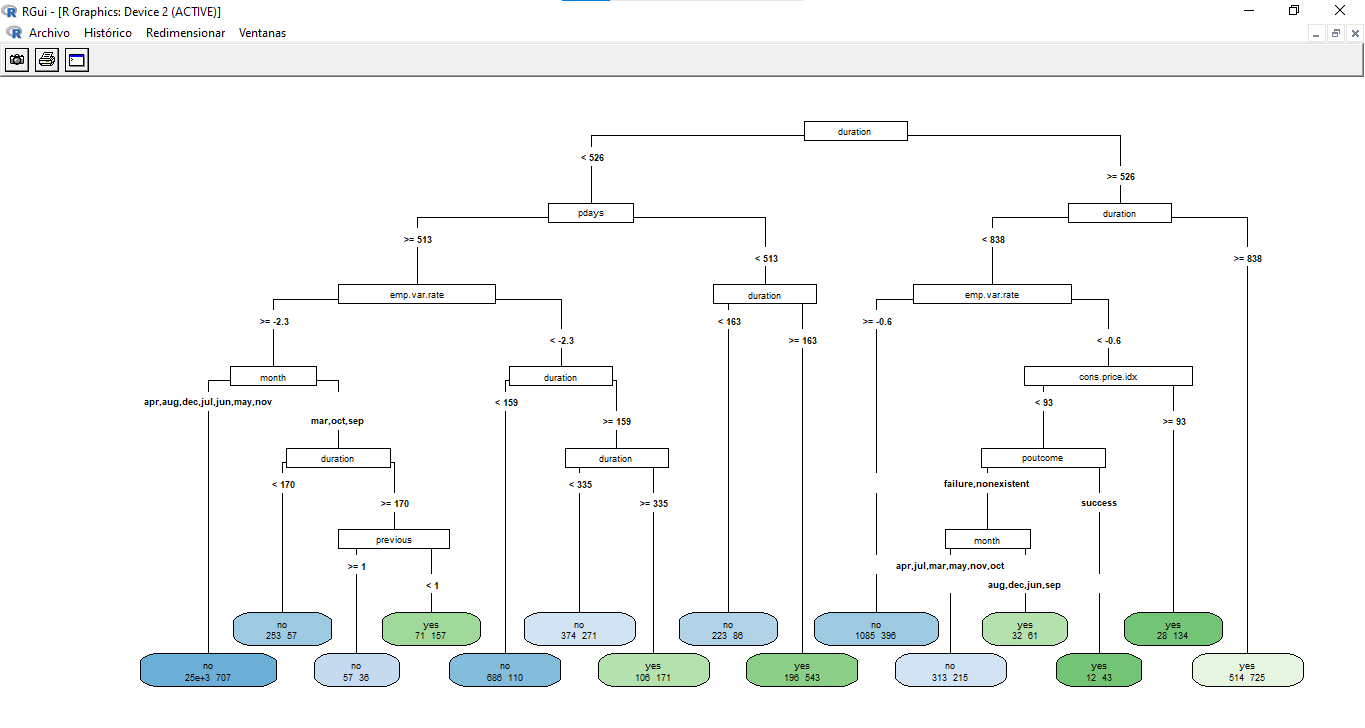 RGui - [R Graphics: Device 2 (ACTIVE)]
Archivo Histórico Redimensionar Ventanas
duration
< 526
>= 526
pdays
duration
>= 513
< 838
< 513
>= 838
emp.var.rate
duration
emp.var.rate
>= -2.3
< 163
>= -0.6
< -2.3
>= 163
< -0.6
month
duration
cons.price.idx
apr,aug,dec,jul,jun,may,nov
< 159
< 93
mar,oct,sep
>= 159
>= 93
duration
duration
poutcome
< 170
< 335
failure,nonexistent
>= 170
>= 335
success
previous
month
>= 1
apr,jul,mar,may,nov,oct
< 1
aug,dec,jun,sep
no
253 57
yes
71 157
no
374 271
no
223 86
no
1085 396
yes
32 61
yes
28 134
no
25e+3 707
no
57 36
no
686 110
yes
106 171
yes
196 543
no
313 215
yes
12 43
yes
514 725